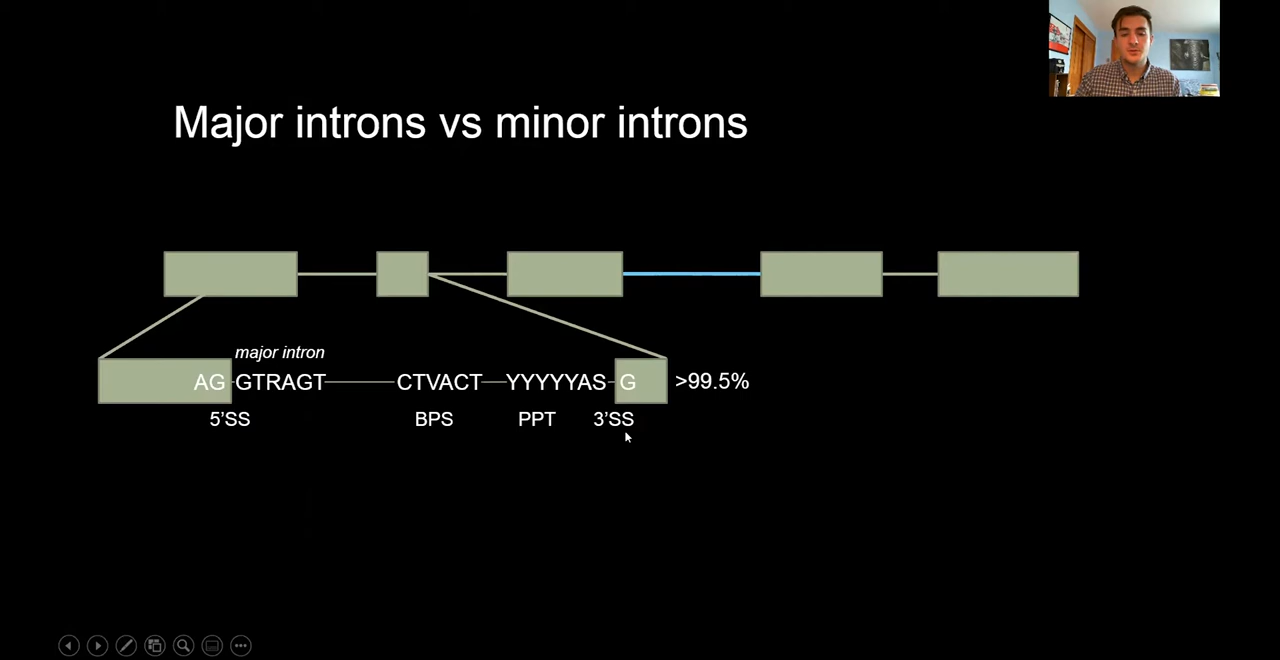 Major introns vs minor introns
major intron
AG GTRAGT CTVACT YYYYYAS G >99.5%
5'SS BPS PPT 3'SS